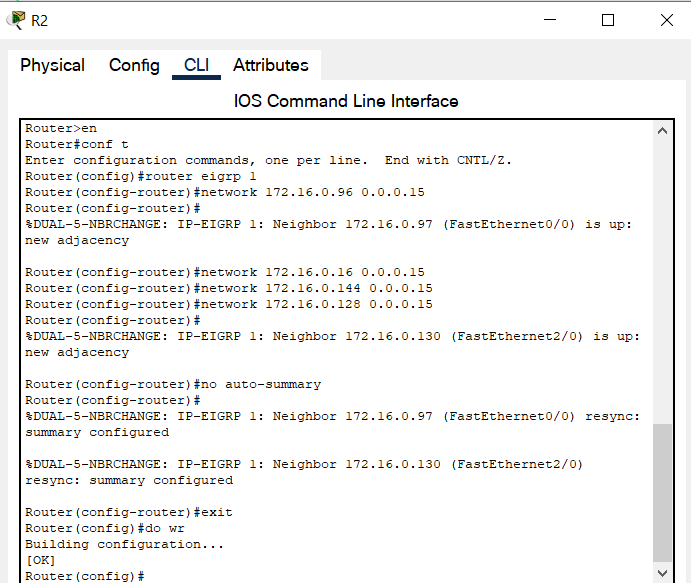 R2
Physical Config CLI Attributes
IOS Command Line Interface
Router>en
Router#conf t
Enter configuration commands, one per line.  End with CNTL/Z.
Router(config)#router eigrp 1
Router(config-router)#network 172.16.0.96 0.0.0.15
Router(config-router)#
%DUAL-5-NBRCHANGE: IP-EIGRP 1: Neighbor 172.16.0.97 (FastEthernet0/0) is up:
new adjacency
Router(config-router)#network 172.16.0.16 0.0.0.15
Router(config-router)#network 172.16.0.144 0.0.0.15
Router(config-router)#network 172.16.0.128 0.0.0.15
Router(config-router)#
%DUAL-5-NBRCHANGE: IP-EIGRP 1: Neighbor 172.16.0.130 (FastEthernet2/0) is up:
new adjacency
Router(config-router)#no auto-summary
Router(config-router)#
%DUAL-5-NBRCHANGE: IP-EIGRP 1: Neighbor 172.16.0.97 (FastEthernet0/0) resync:
summary configured
%DUAL-5-NBRCHANGE: IP-EIGRP 1: Neighbor 172.16.0.130 (FastEthernet2/0)
resync: summary configured
Router(config-router)#exit
Router(config)#do wr
Building configuration...
[OK]
Router(config)#